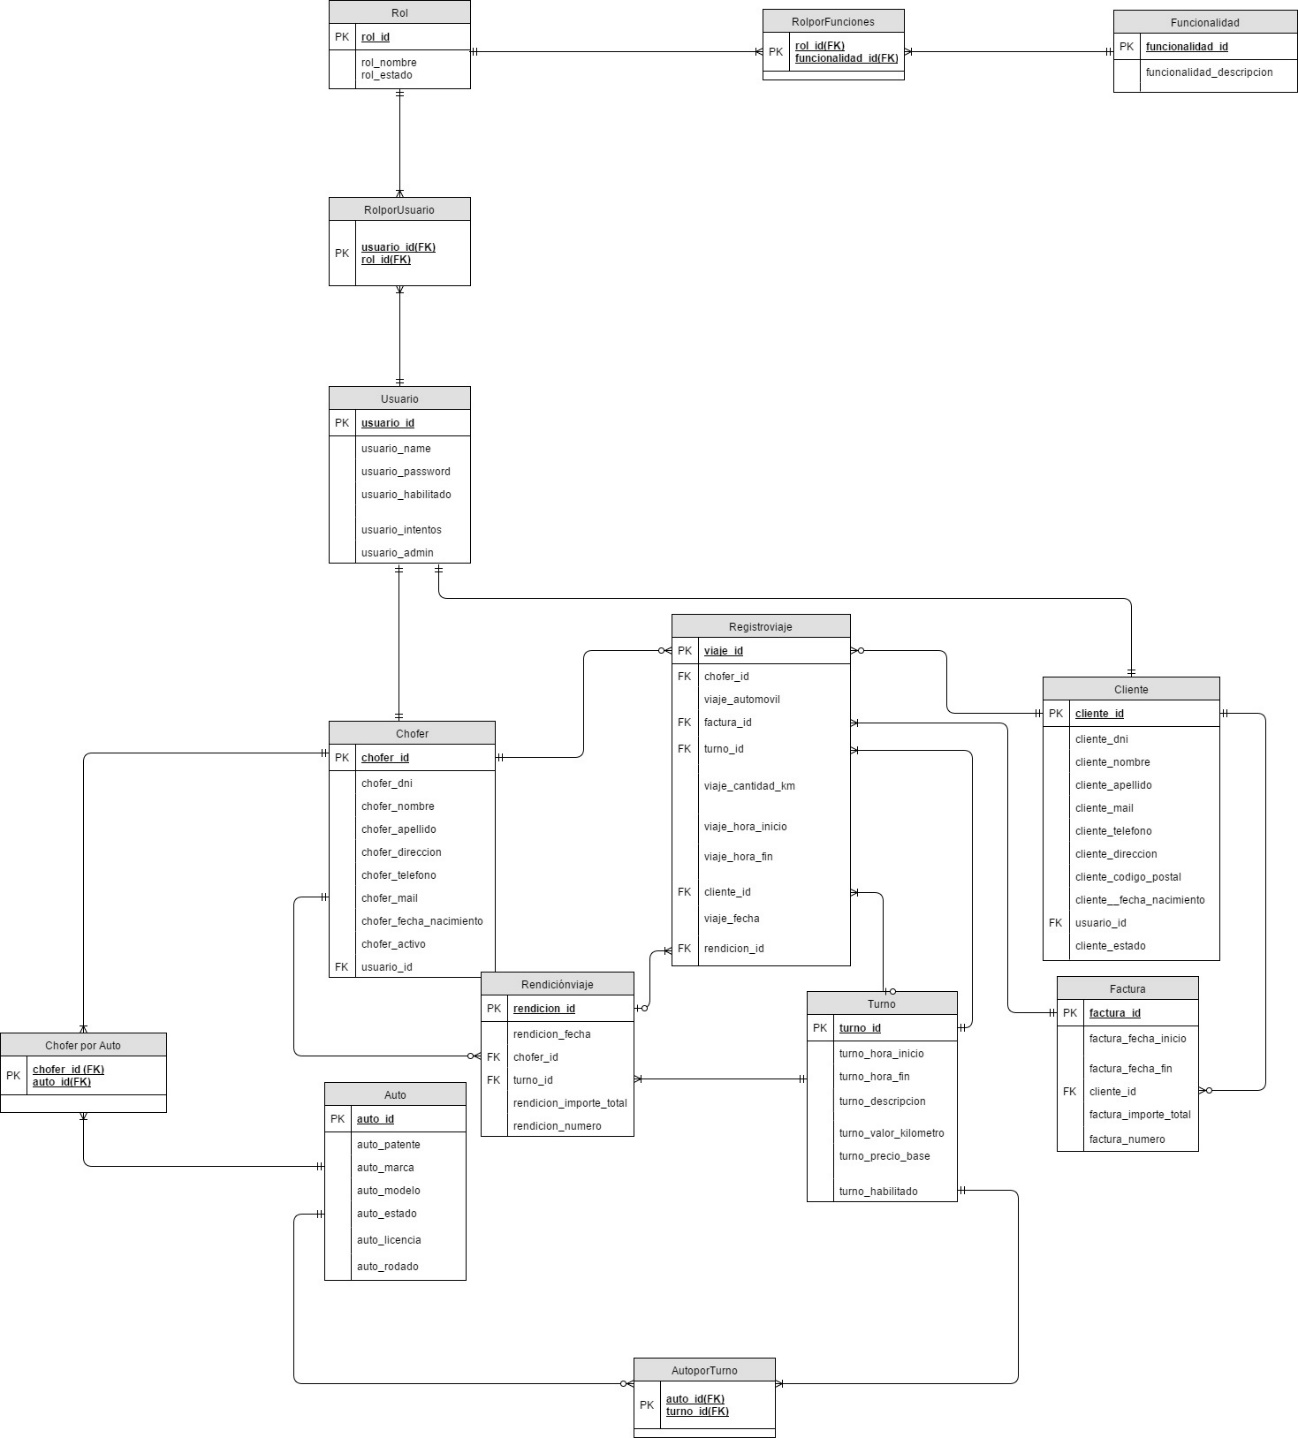 Rol
PK rol_id
rol_nombre
rol_estado
RolporFunciones
PK rol_id(FK)
funcionalidad_id(FK)
Funcionalidad
PK funcionalidad_id
funcionalidad_descripcion
RolporUsuario
PK usuario_id(FK)
rol_id(FK)
Usuario
PK usuario_id
usuario_name
usuario_password
usuario_habilitado
usuario_intentos
usuario_admin
Registroviaje
PK viaje_id
FK chofer_id
viaje_automovil
FK factura_id
FK turno_id
viaje_cantidad_km
viaje_hora_inicio
viaje_hora_fin
FK cliente_id
viaje_fecha
FK rendicion_id
Cliente
PK cliente_id
cliente_dni
cliente_nombre
cliente_apellido
cliente_mail
cliente_telefono
cliente_direccion
cliente_codigo_postal
cliente__fecha_nacimiento
FK usuario_id
cliente_estado
Chofer
PK chofer_id
chofer_dni
chofer_nombre
chofer_apellido
chofer_direccion
chofer_telefono
chofer_mail
chofer_fecha_nacimiento
chofer_activo
FK usuario_id
Rendiciónviaje
PK rendicion_id
rendicion_fecha
FK chofer_id
FK turno_id
rendicion_importe_total
rendicion_numero
Turno
PK turno_id
turno_hora_inicio
turno_hora_fin
turno_descripcion
turno_valor_kilometro
turno_precio_base
turno_habilitado
Factura
PK factura_id
factura_fecha_inicio
factura_fecha_fin
FK cliente_id
factura_importe_total
factura_numero
Chofer por Auto
PK chofer_id (FK)
auto_id(FK)
Auto
PK auto_id
auto_patente
auto_marca
auto_modelo
auto_estado
auto_licencia
auto_rodado
AutoporTurno
PK auto_id(FK)
turno_id(FK)